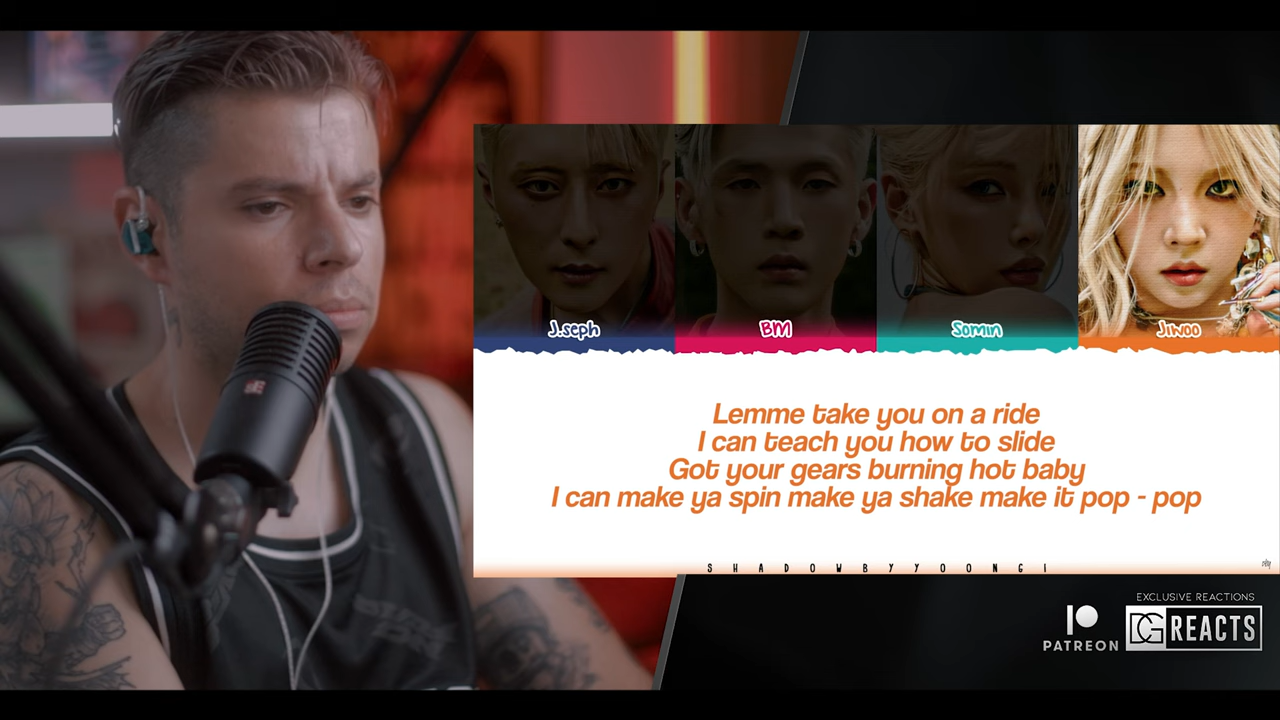 J.seph
BM
Somin
Jiwoo
Lemme take you on a ride
I can teach you how to slide
Got your gears burning hot baby
I can make ya spin make ya shake make it pop - pop
SHADOWBYYOONGI
EXCLUSIVE REACTIONS
PATREON
DG REACTS